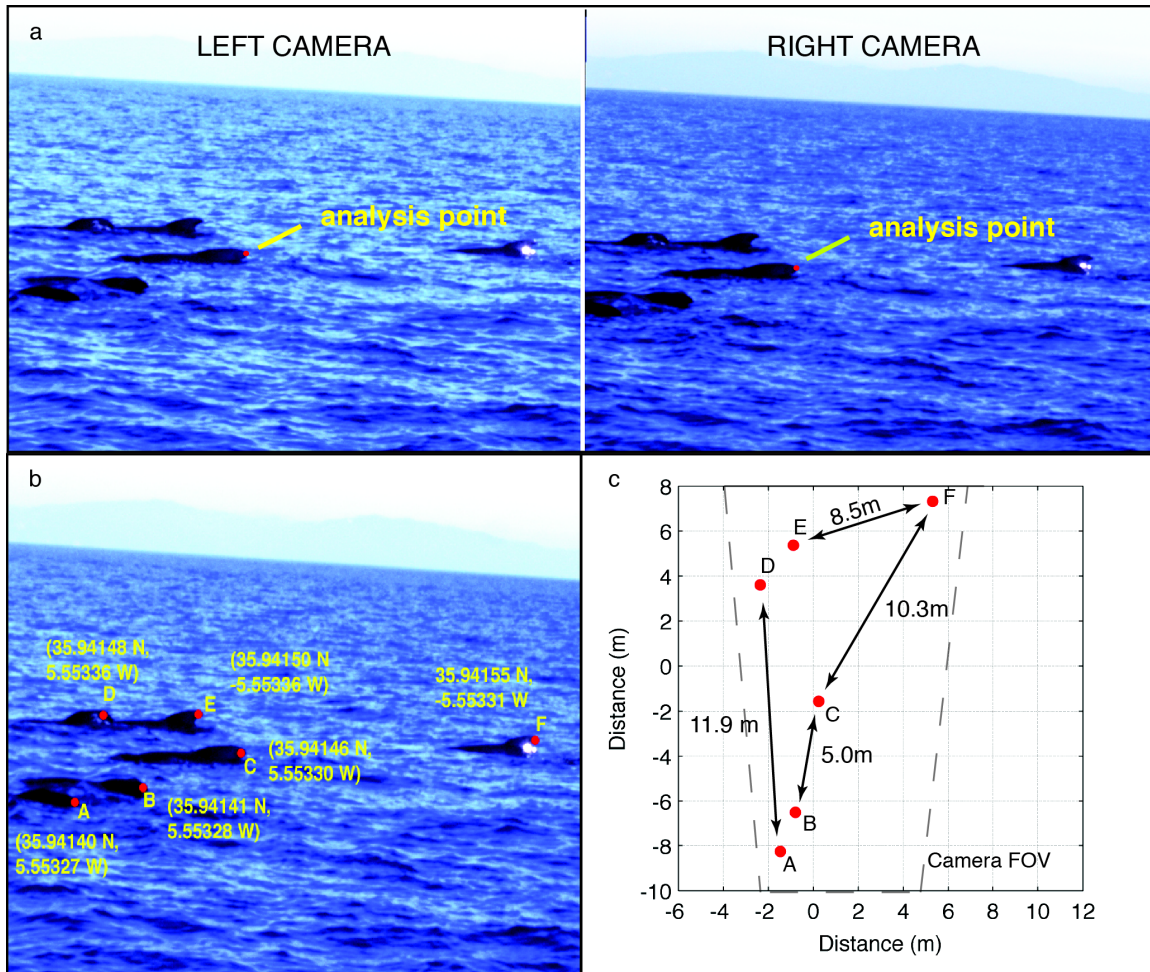 a
LEFT CAMERA
RIGHT CAMERA
analysis point
analysis point
b
(35.94148 N,
5.55336 W)
D
(35.94150 N
-5.55336 W)
E
35.94155 N,
-5.55331 W
F
(35.94146 N,
5.55330 W)
C
B
(35.94141 N,
5.55328 W)
A
(35.94140 N,
5.55327 W)
c
8
6
4
2
0
-2
-4
-6
-8
-10
Distance (m)
F
8.5m
E
D
10.3m
11.9 m
C
5.0m
B
A
Camera FOV
-6 -4 -2 0 2 4 6 8 10 12
Distance (m)